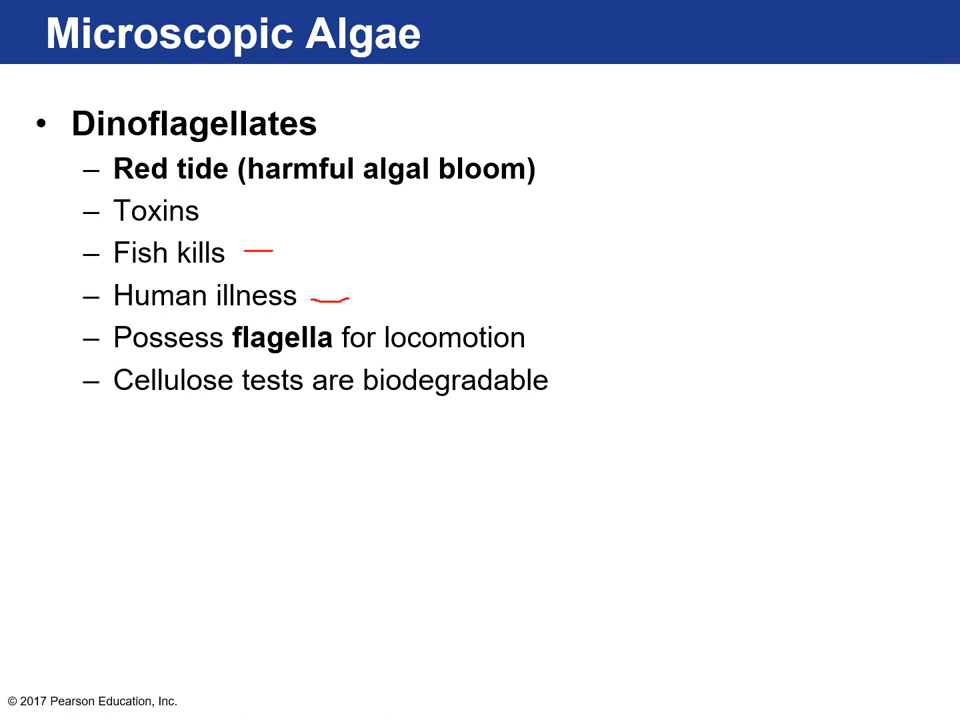 Microscopic Algae
• Dinoflagellates
– Red tide (harmful algal bloom)
– Toxins
– Fish kills
– Human illness
– Possess flagella for locomotion
– Cellulose tests are biodegradable
© 2017 Pearson Education, Inc.